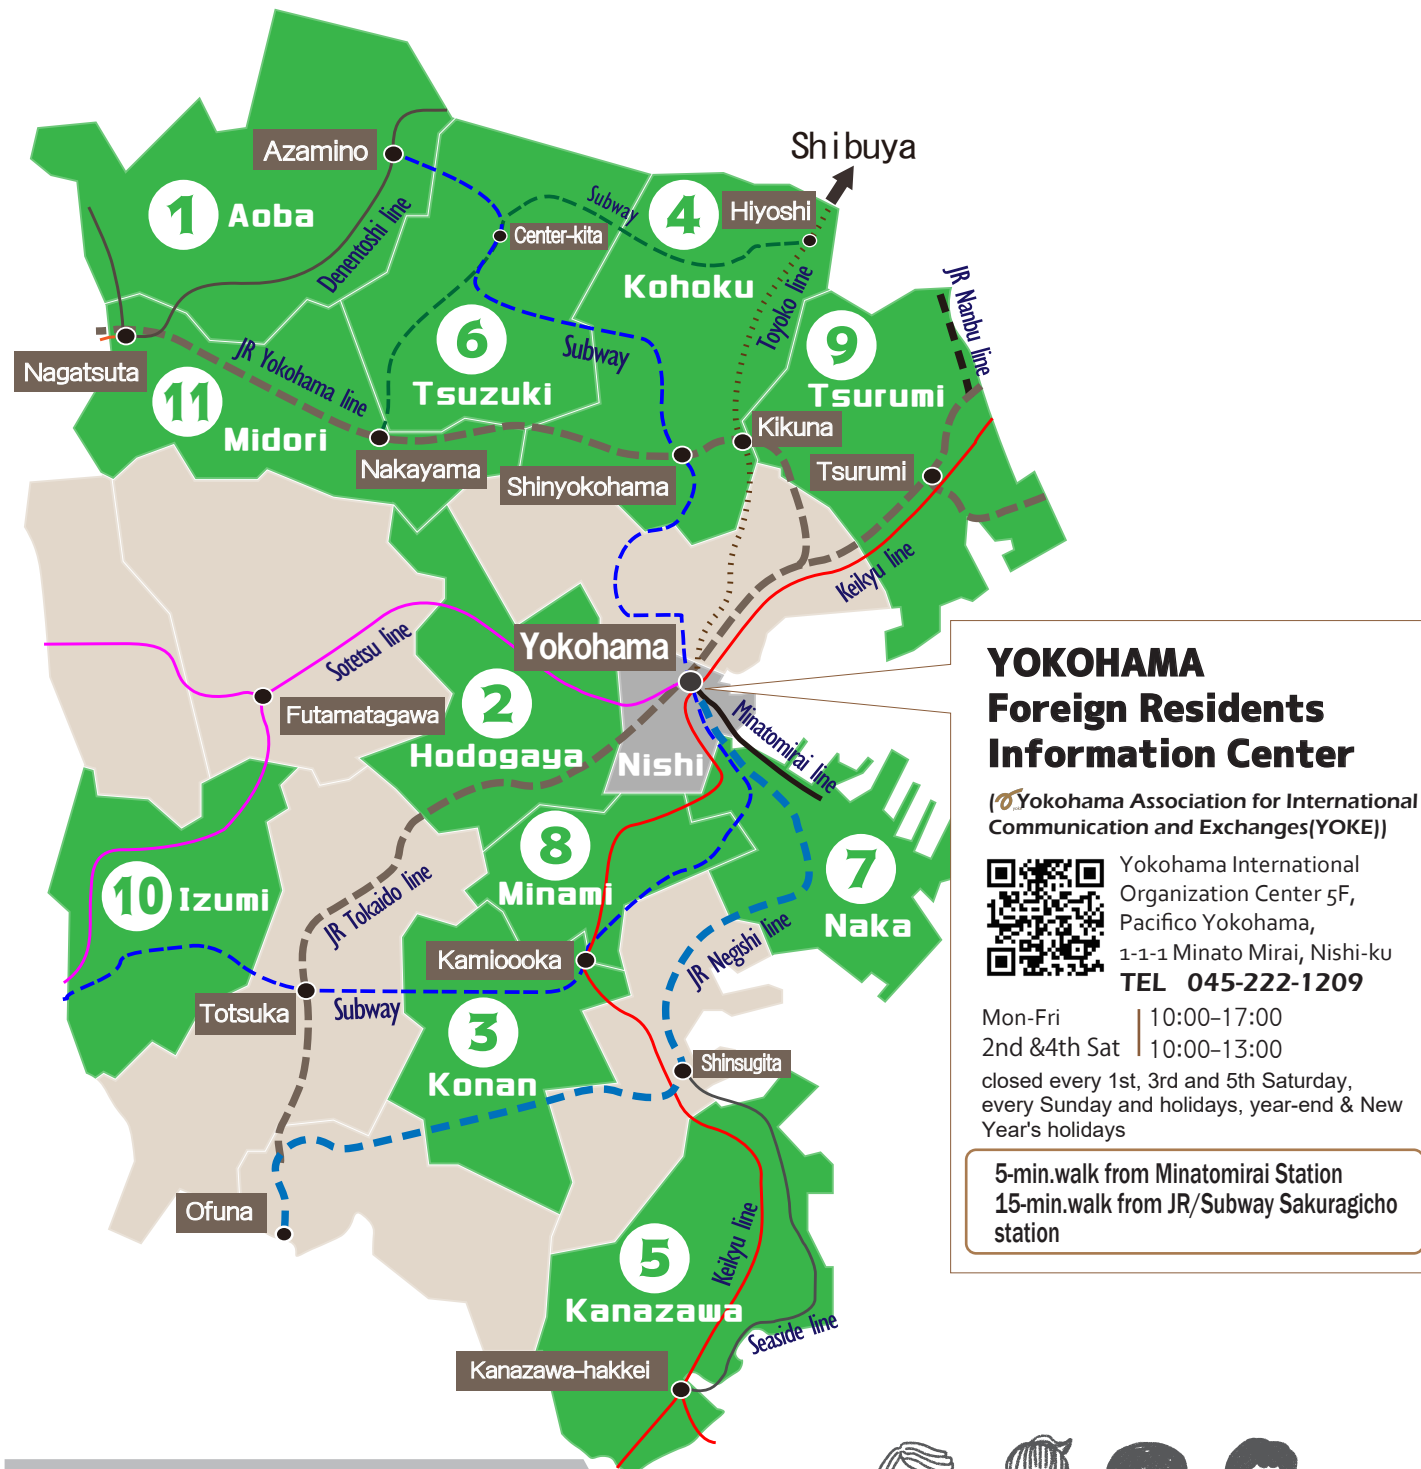 Shibuya
Azamino
1 Aoba
Denentoshi line
Subway
4
Hiyoshi
Center-kita
Kohoku
Toyoko line
JR Nanbu line
Nagatsuta
JR Yokohama line
6
Tsuzuki
Subway
9
Tsurumi
11
Midori
Nakayama
Shinyokohama
Kikuna
Tsurumi
Keikyu line
Sotetsu line
Yokohama
Futamatagawa
2
Hodogaya
Nishi
Minatomirai line
10 Izumi
JR Tokaido line
8
Minami
7
Naka
Kamioooka
JR Negishi line
Totsuka
Subway
3
Konan
Shinsugita
Ofuna
5
Kanazawa
Keikyu line
Seaside line
Kanazawa-hakkei
YOKOHAMA
Foreign Residents
Information Center
(Yokohama Association for International
Communication and Exchanges(YOKE))
Yokohama International
Organization Center 5F,
Pacifico Yokohama,
1-1-1 Minato Mirai, Nishi-ku
TEL 045-222-1209
Mon-Fri 10:00-17:00
2nd &4th Sat 10:00-13:00
closed every 1st, 3rd and 5th Saturday,
every Sunday and holidays, year-end & New
Year's holidays
5-min.walk from Minatomirai Station
15-min.walk from JR/Subway Sakuragicho
station